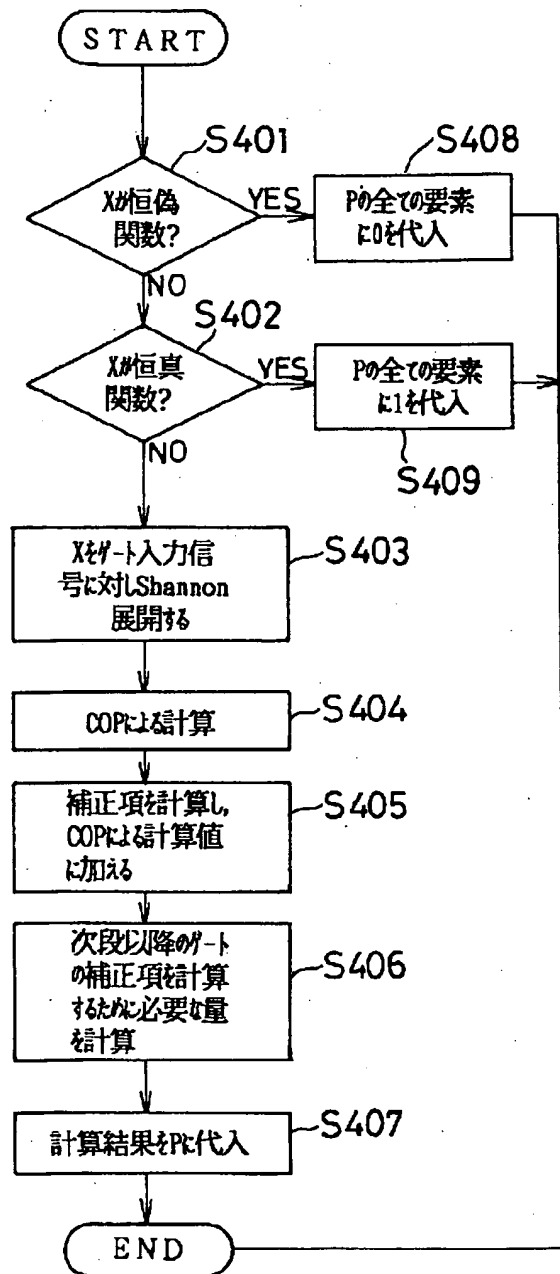 START
S401
Xが恒偽
関数?
YES
S408
Pの全ての要素
に0を代入
NO
S402
Xが恒真
関数?
YES
Pの全ての要素
に1を代入
S409
NO
Xをゲート入力信
号に対しShannon
展開する
S403
COPによる計算
S404
補正項を計算し,
COPによる計算値
に加える
S405
次段以降のゲート
の補正項を計算
するために必要な量
を計算
S406
計算結果をPに代入
S407
END